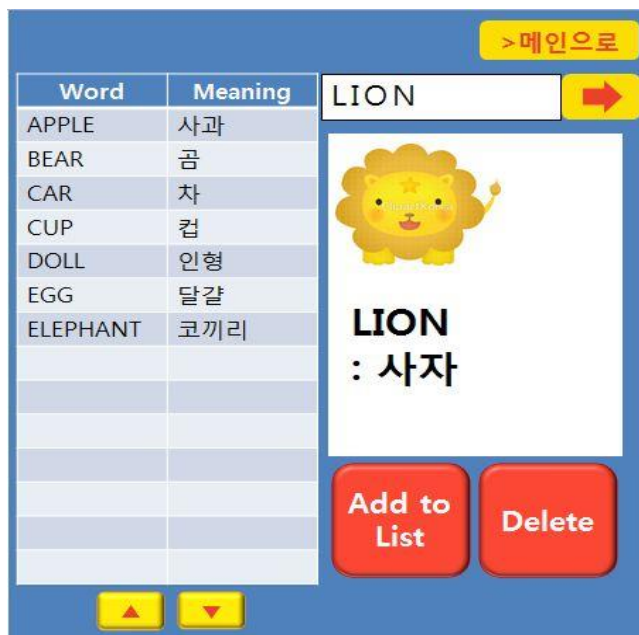 >메인으로
Word Meaning
APPLE 사과
BEAR 곰
CAR 차
CUP 컵
DOLL 인형
EGG 달걀
ELEPHANT 코끼리
LION
LION
: 사자
Add to
List
Delete